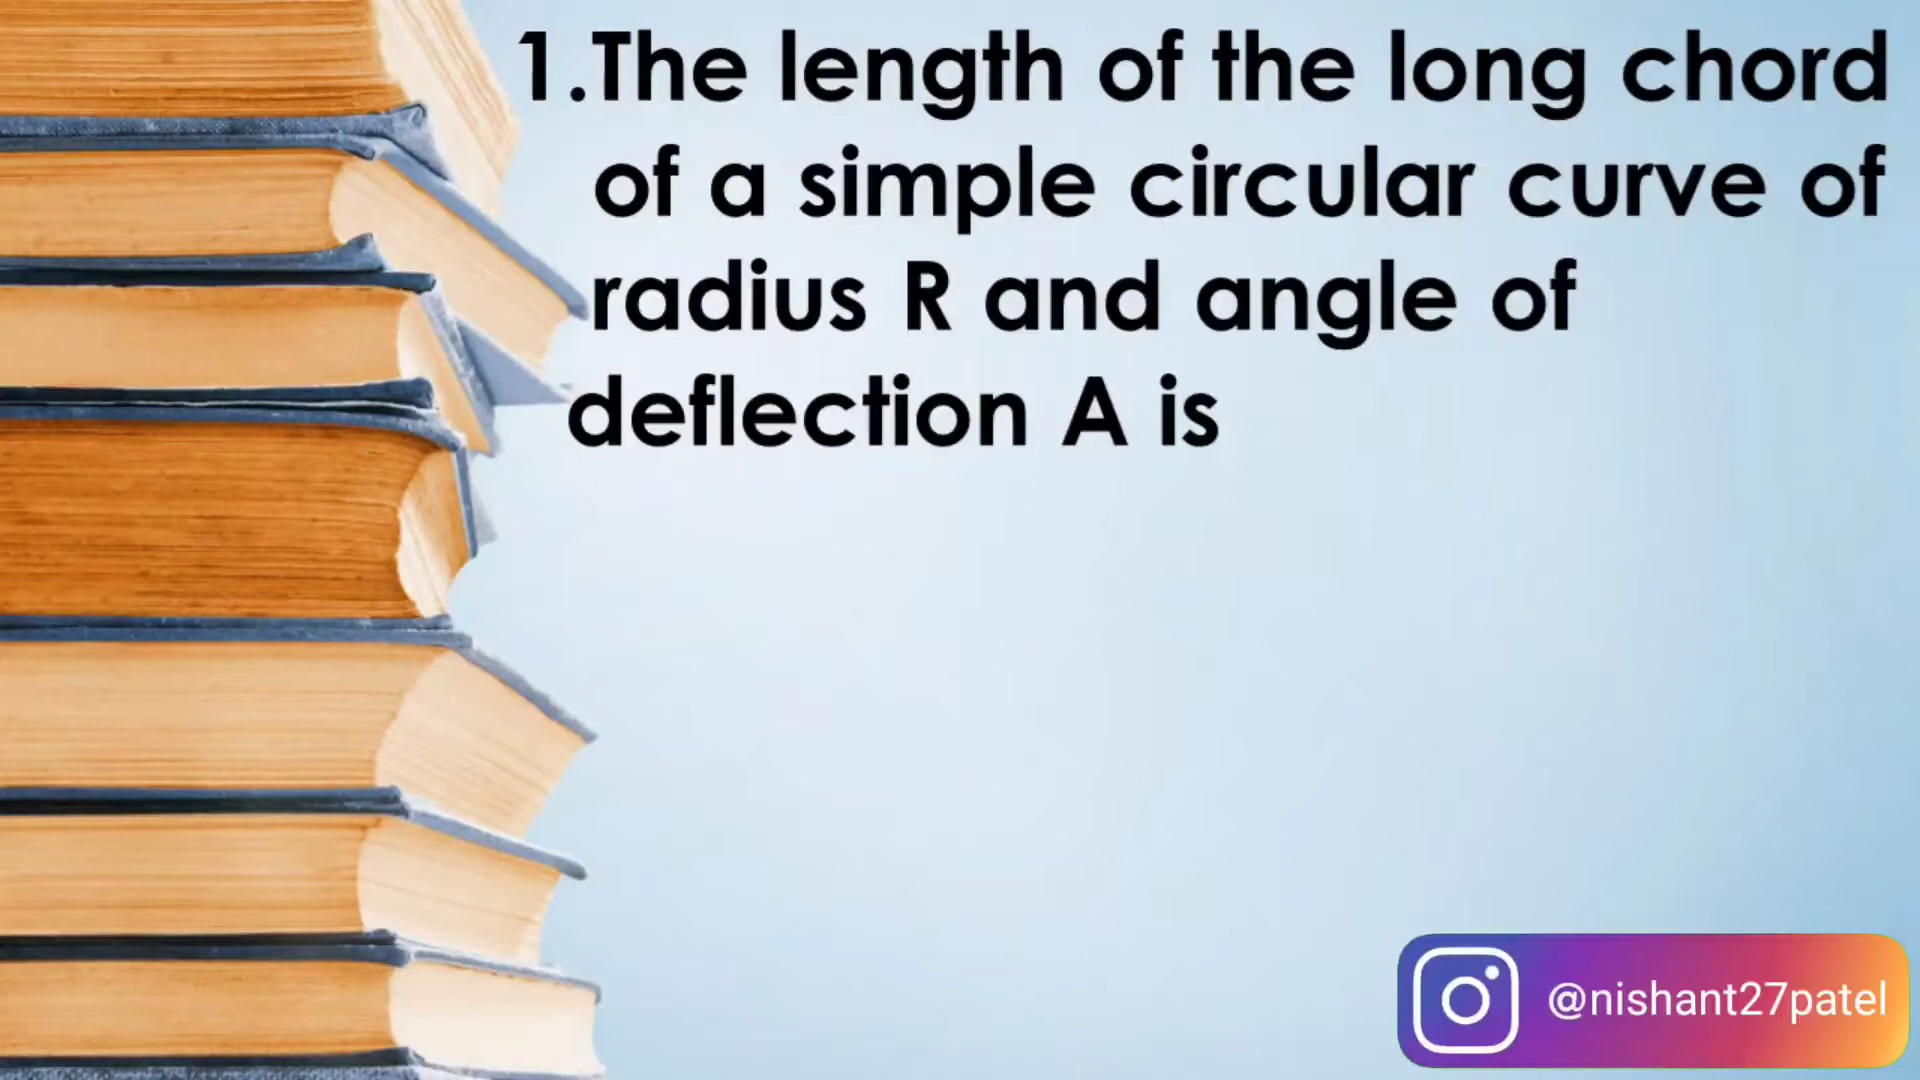 1.The length of the long chord
of a simple circular curve of
radius R and angle of
deflection A is
@nishant27patel